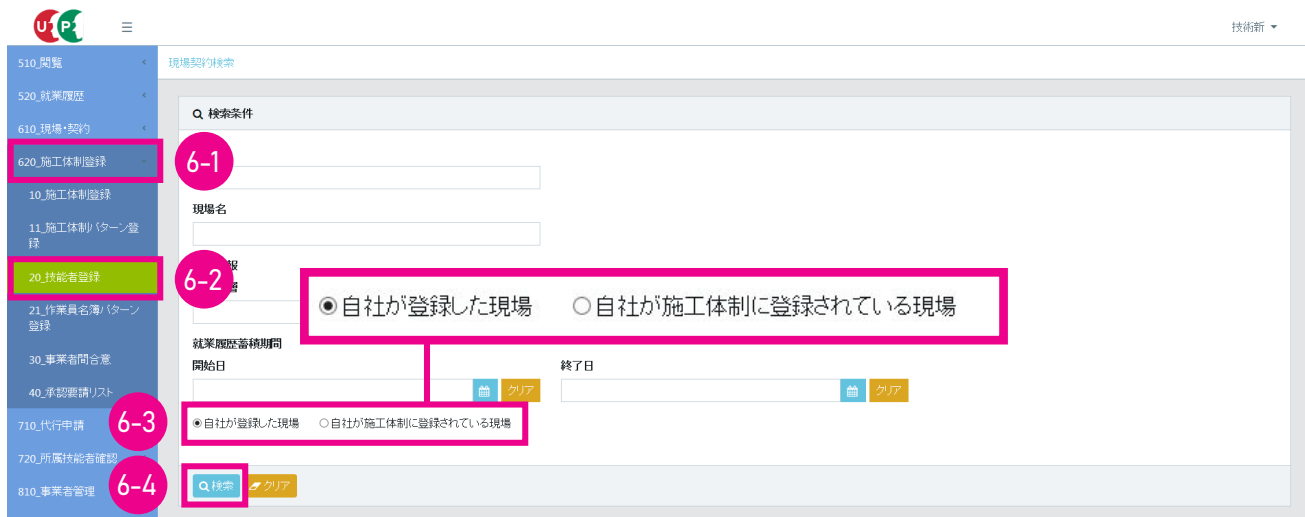 UP
技術新
510_閲覧
520_就業履歴
610_現場・契約
620_施工体制登録
10_施工体制登録
11_施工体制パターン登
録
20_技能者登録
21_作業員名簿パターン
登録
30_事業者間合意
40_承認要請リスト
710_代行申請
720_所属技能者確認
810_事業者管理
現場契約検索
検索条件
6-1
現場名
6-2
報
●自社が登録した現場 ○自社が施工体制に登録されている現場
就業履歴蓄積期間
開始日 終了日
クリア クリア
6-3
●自社が登録した現場 ○自社が施工体制に登録されている現場
6-4
検索 クリア